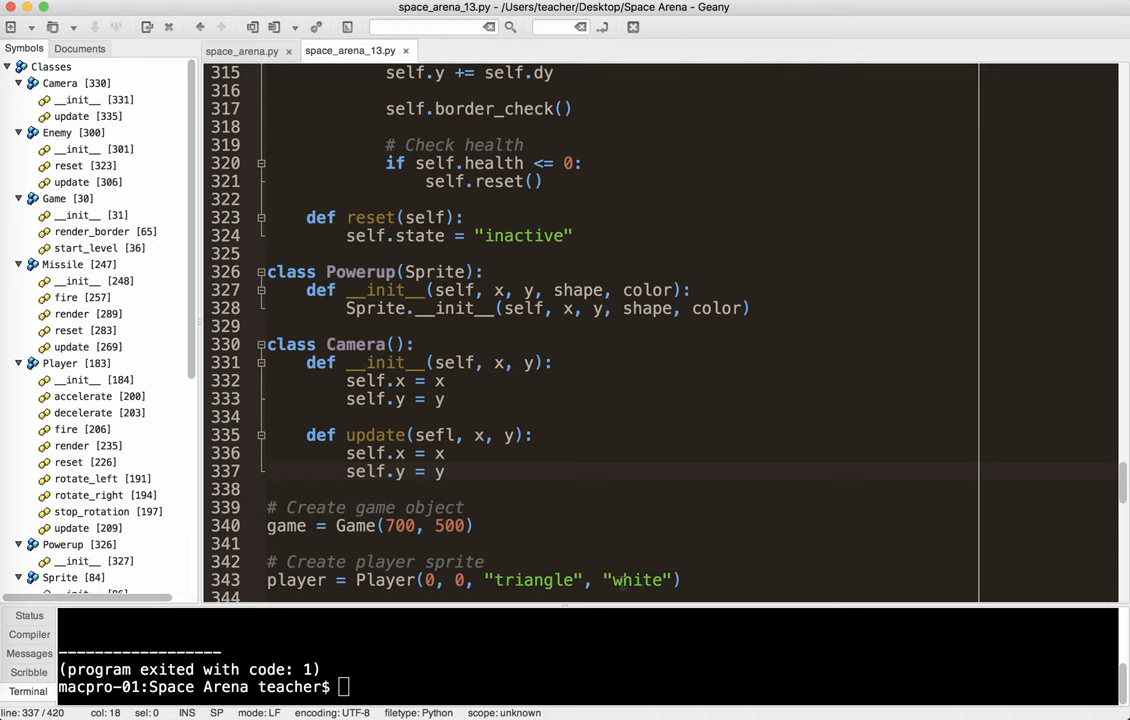 space_arena_13.py - /Users/teacher/Desktop/Space Arena - Geany
Symbols Documents
space_arena.py × space_arena_13.py ×
Classes
Camera [330]
__init__ [331]
update [335]
Enemy [300]
__init__ [301]
reset [323]
update [306]
Game [30]
__init__ [31]
render_border [65]
start_level [36]
Missile [247]
__init__ [248]
fire [257]
render [289]
reset [283]
update [269]
Player [183]
__init__ [184]
accelerate [200]
decelerate [203]
fire [206]
render [235]
reset [226]
rotate_left [191]
rotate_right [194]
stop_rotation [197]
update [209]
Powerup [326]
__init__ [327]
Sprite [84]
__init__ [86]
315 self.y += self.dy
316
317 self.border_check()
318
319 # Check health
320 if self.health <= 0:
321 self.reset()
322
323 def reset(self):
324 self.state = "inactive"
325
326 class Powerup(Sprite):
327 def __init__(self, x, y, shape, color):
328 Sprite.__init__(self, x, y, shape, color)
329
330 class Camera():
331 def __init__(self, x, y):
332 self.x = x
333 self.y = y
334
335 def update(sefl, x, y):
336 self.x = x
337 self.y = y
338
339 # Create game object
340 game = Game(700, 500)
341
342 # Create player sprite
343 player = Player(0, 0, "triangle", "white")
344
Status
Compiler
Messages
Scribble
Terminal
------------------
(program exited with code: 1)
macpro-01:Space Arena teacher$
line: 337 / 420 col: 18 sel: 0 INS SP mode: LF encoding: UTF-8 filetype: Python scope: unknown